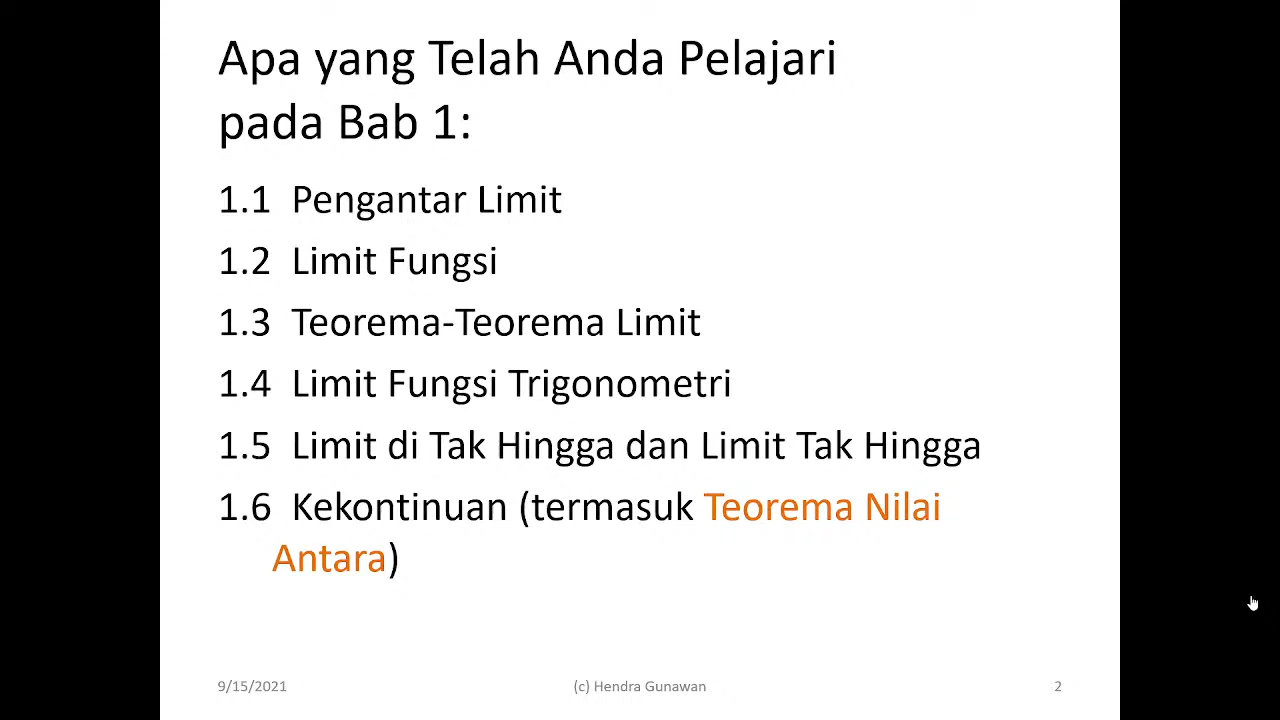 Apa yang Telah Anda Pelajari
pada Bab 1:
1.1 Pengantar Limit
1.2 Limit Fungsi
1.3 Teorema-Teorema Limit
1.4 Limit Fungsi Trigonometri
1.5 Limit di Tak Hingga dan Limit Tak Hingga
1.6 Kekontinuan (termasuk Teorema Nilai
Antara)
9/15/2021 (c) Hendra Gunawan 2